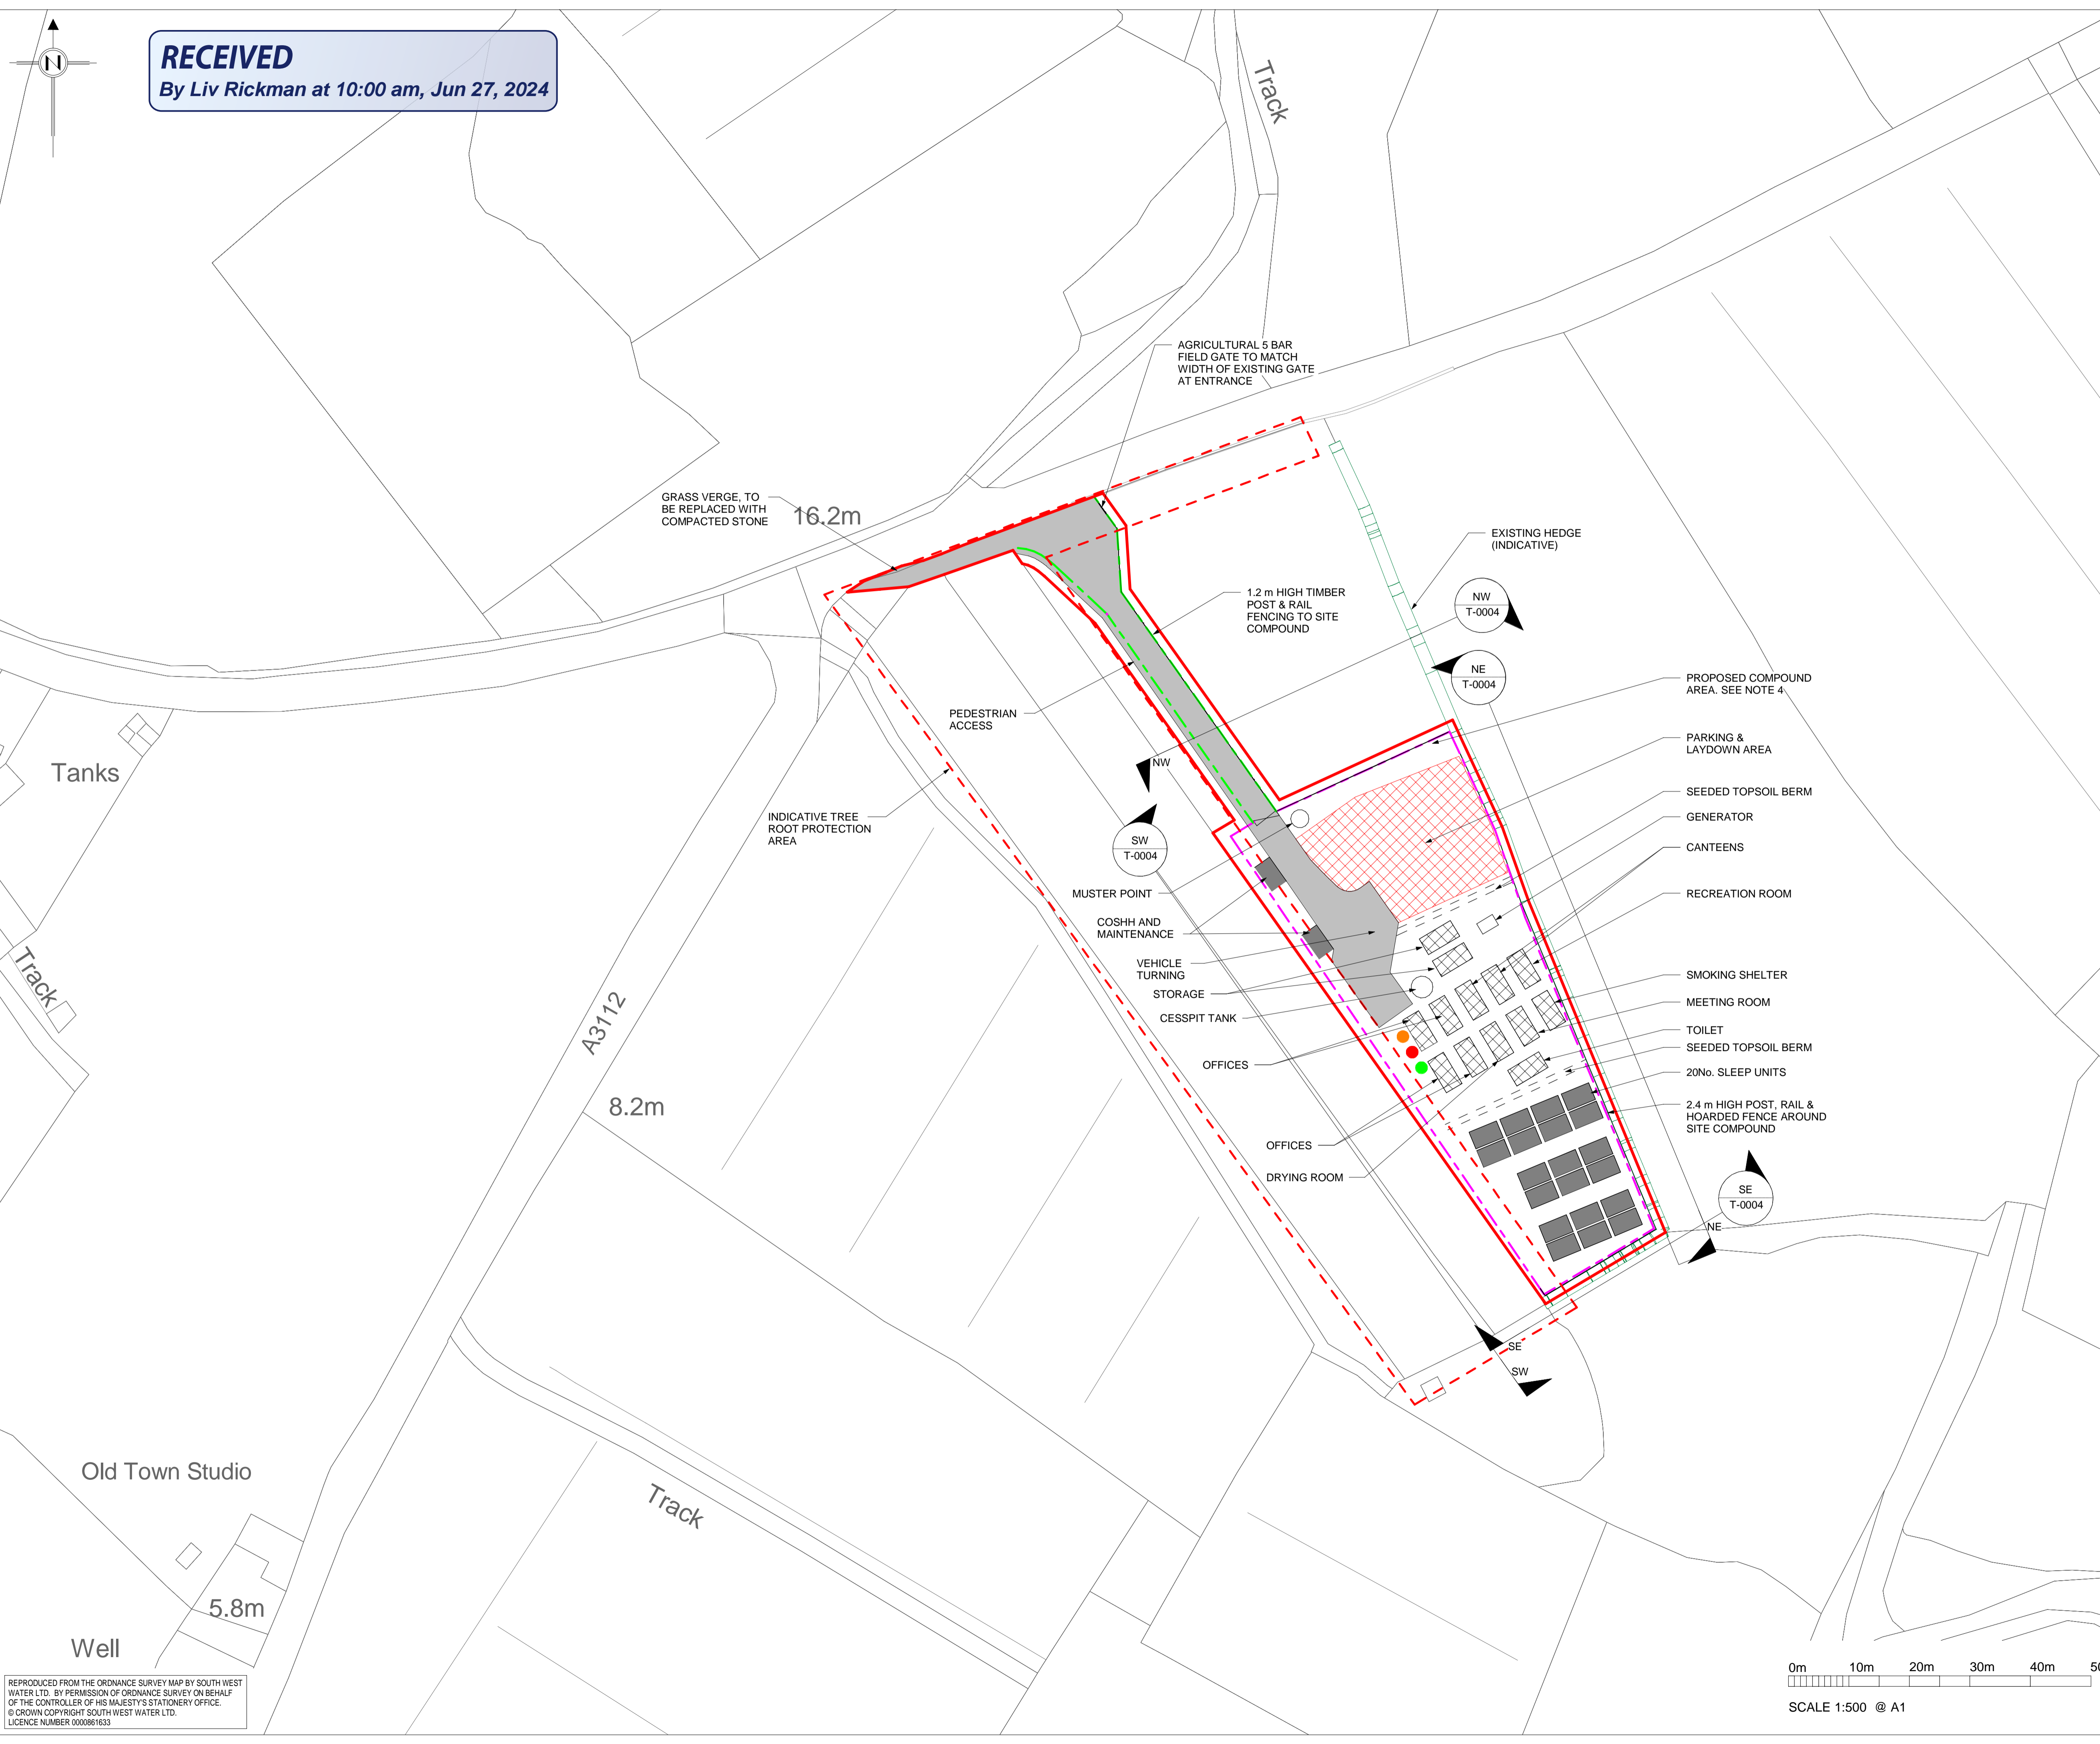 N
RECEIVED
By Liv Rickman at 10:00 am, Jun 27, 2024
Track
AGRICULTURAL 5 BAR
FIELD GATE TO MATCH
WIDTH OF EXISTING GATE
AT ENTRANCE
GRASS VERGE, TO
BE REPLACED WITH
COMPACTED STONE
16.2m
EXISTING HEDGE
(INDICATIVE)
1.2 m HIGH TIMBER
POST & RAIL
FENCING TO SITE
COMPOUND
NW
T-0004
NE
T-0004
PROPOSED COMPOUND
AREA. SEE NOTE 4
PEDESTRIAN
ACCESS
PARKING &
LAYDOWN AREA
NW
Tanks
SEEDED TOPSOIL BERM
INDICATIVE TREE
ROOT PROTECTION
AREA
GENERATOR
SW
T-0004
CANTEENS
MUSTER POINT
RECREATION ROOM
COSHH AND
MAINTENANCE
VEHICLE
TURNING
SMOKING SHELTER
Track
STORAGE
MEETING ROOM
CESSPIT TANK
A3112
TOILET
SEEDED TOPSOIL BERM
OFFICES
20No. SLEEP UNITS
8.2m
2.4 m HIGH POST, RAIL &
HOARDED FENCE AROUND
SITE COMPOUND
OFFICES
DRYING ROOM
SE
T-0004
NE
SE
SW
Old Town Studio
Track
5.8m
Well
0m 10m 20m 30m 40m 50
SCALE 1:500 @ A1
REPRODUCED FROM THE ORDNANCE SURVEY MAP BY SOUTH WEST
WATER LTD. BY PERMISSION OF ORDNANCE SURVEY ON BEHALF
OF THE CONTROLLER OF HIS MAJESTY'S STATIONERY OFFICE.
© CROWN COPYRIGHT SOUTH WEST WATER LTD.
LICENCE NUMBER 0000861633